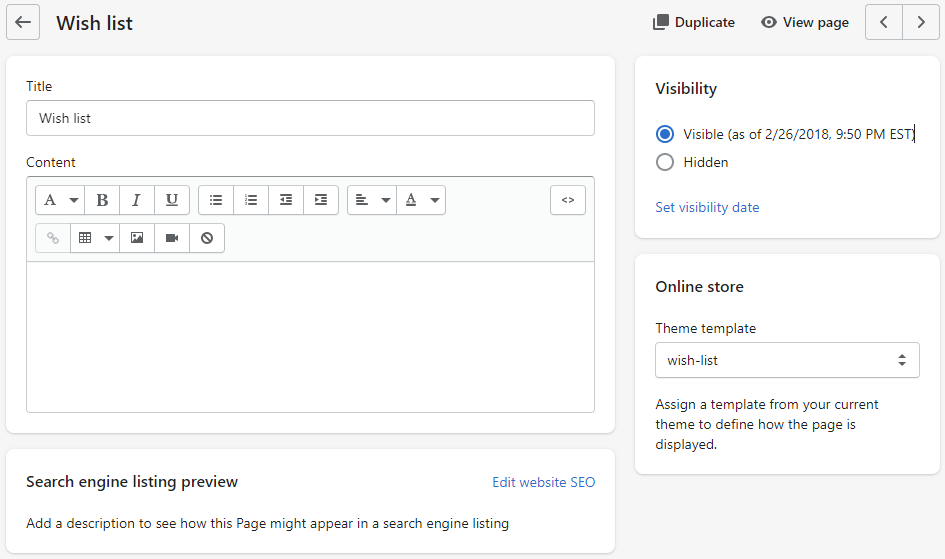 Wish list
Duplicate
View page
Title
Wish list
Content
A B I U
A
<>
Search engine listing preview
Edit website SEO
Add a description to see how this Page might appear in a search engine listing
Visibility
Visible (as of 2/26/2018, 9:50 PM EST)
Hidden
Set visibility date
Online store
Theme template
wish-list
Assign a template from your current
theme to define how the page is
displayed.